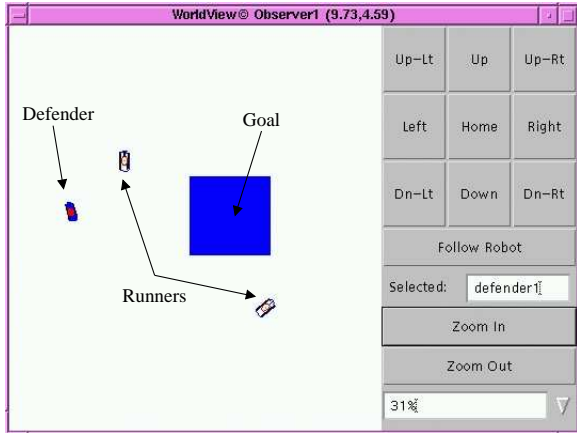 WorldView© Observer1 (9.73,4.59)
Up-Lt Up Up-Rt
Defender
Goal
Left Home Right
Dn-Lt Down Dn-Rt
Follow Robot
Selected: defender1
Runners
Zoom In
Zoom Out
31%